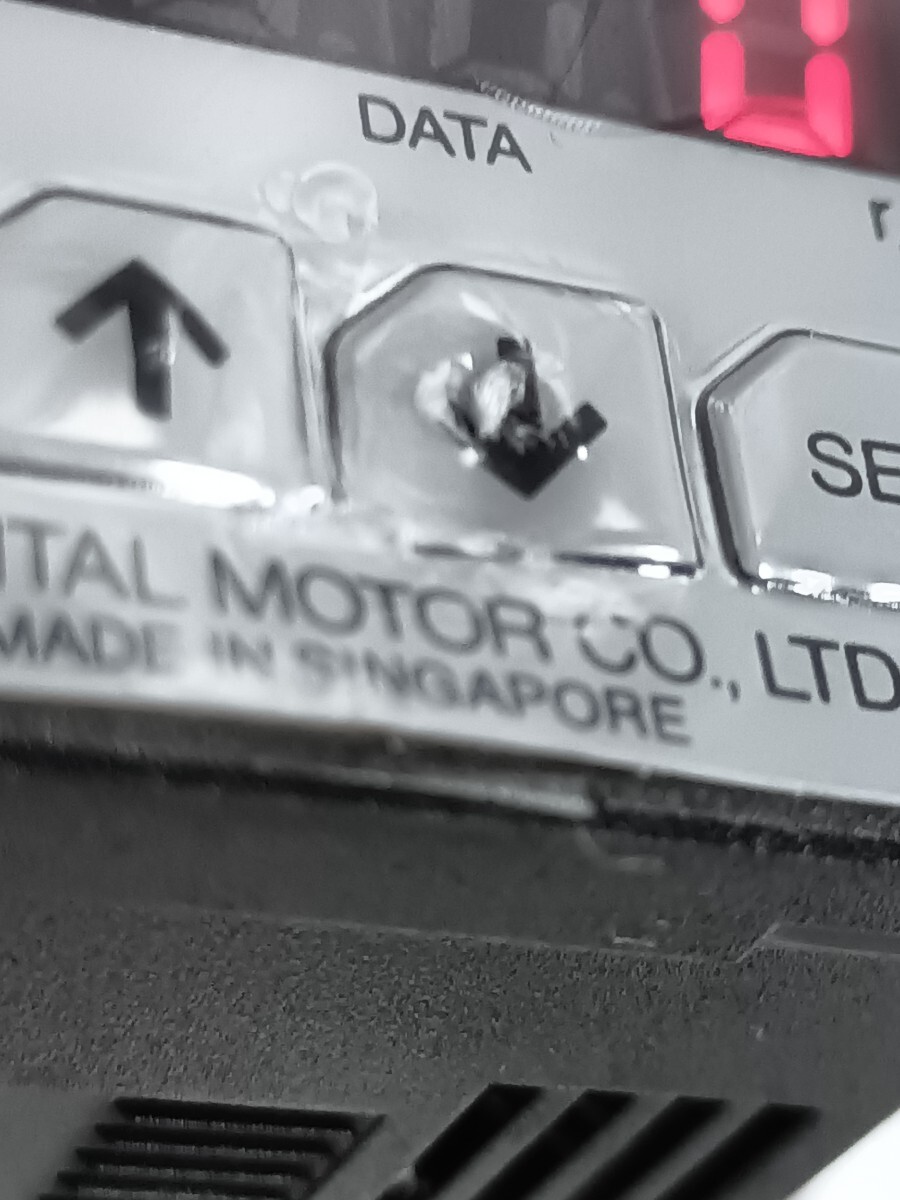 DATA
r
SE
ITAL MOTOR CO., LTD
MADE IN SINGAPORE